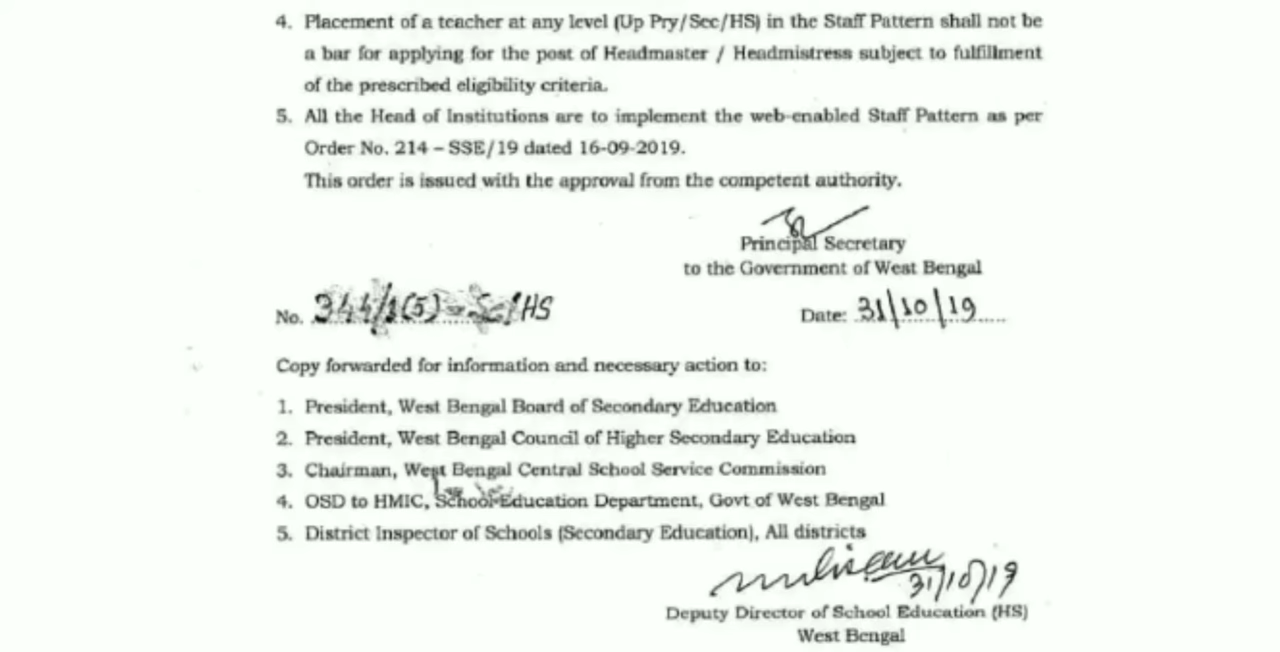 4. Placement of a teacher at any level (Up Pry/Sec/HS) in the Staff Pattern shall not be
a bar for applying for the post of Headmaster / Headmistress subject to fulfillment
of the prescribed eligibility criteria.
5. All the Head of Institutions are to implement the web-enabled Staff Pattern as per
Order No. 214 – SSE/19 dated 16-09-2019.
This order is issued with the approval from the competent authority.
Principal Secretary
to the Government of West Bengal
No. 344/1(5) – Sc/HS
Date: 31/10/19
Copy forwarded for information and necessary action to:
1. President, West Bengal Board of Secondary Education
2. President, West Bengal Council of Higher Secondary Education
3. Chairman, West Bengal Central School Service Commission
4. OSD to HMIC, School Education Department, Govt of West Bengal
5. District Inspector of Schools (Secondary Education), All districts
31/10/19
Deputy Director of School Education (HS)
West Bengal